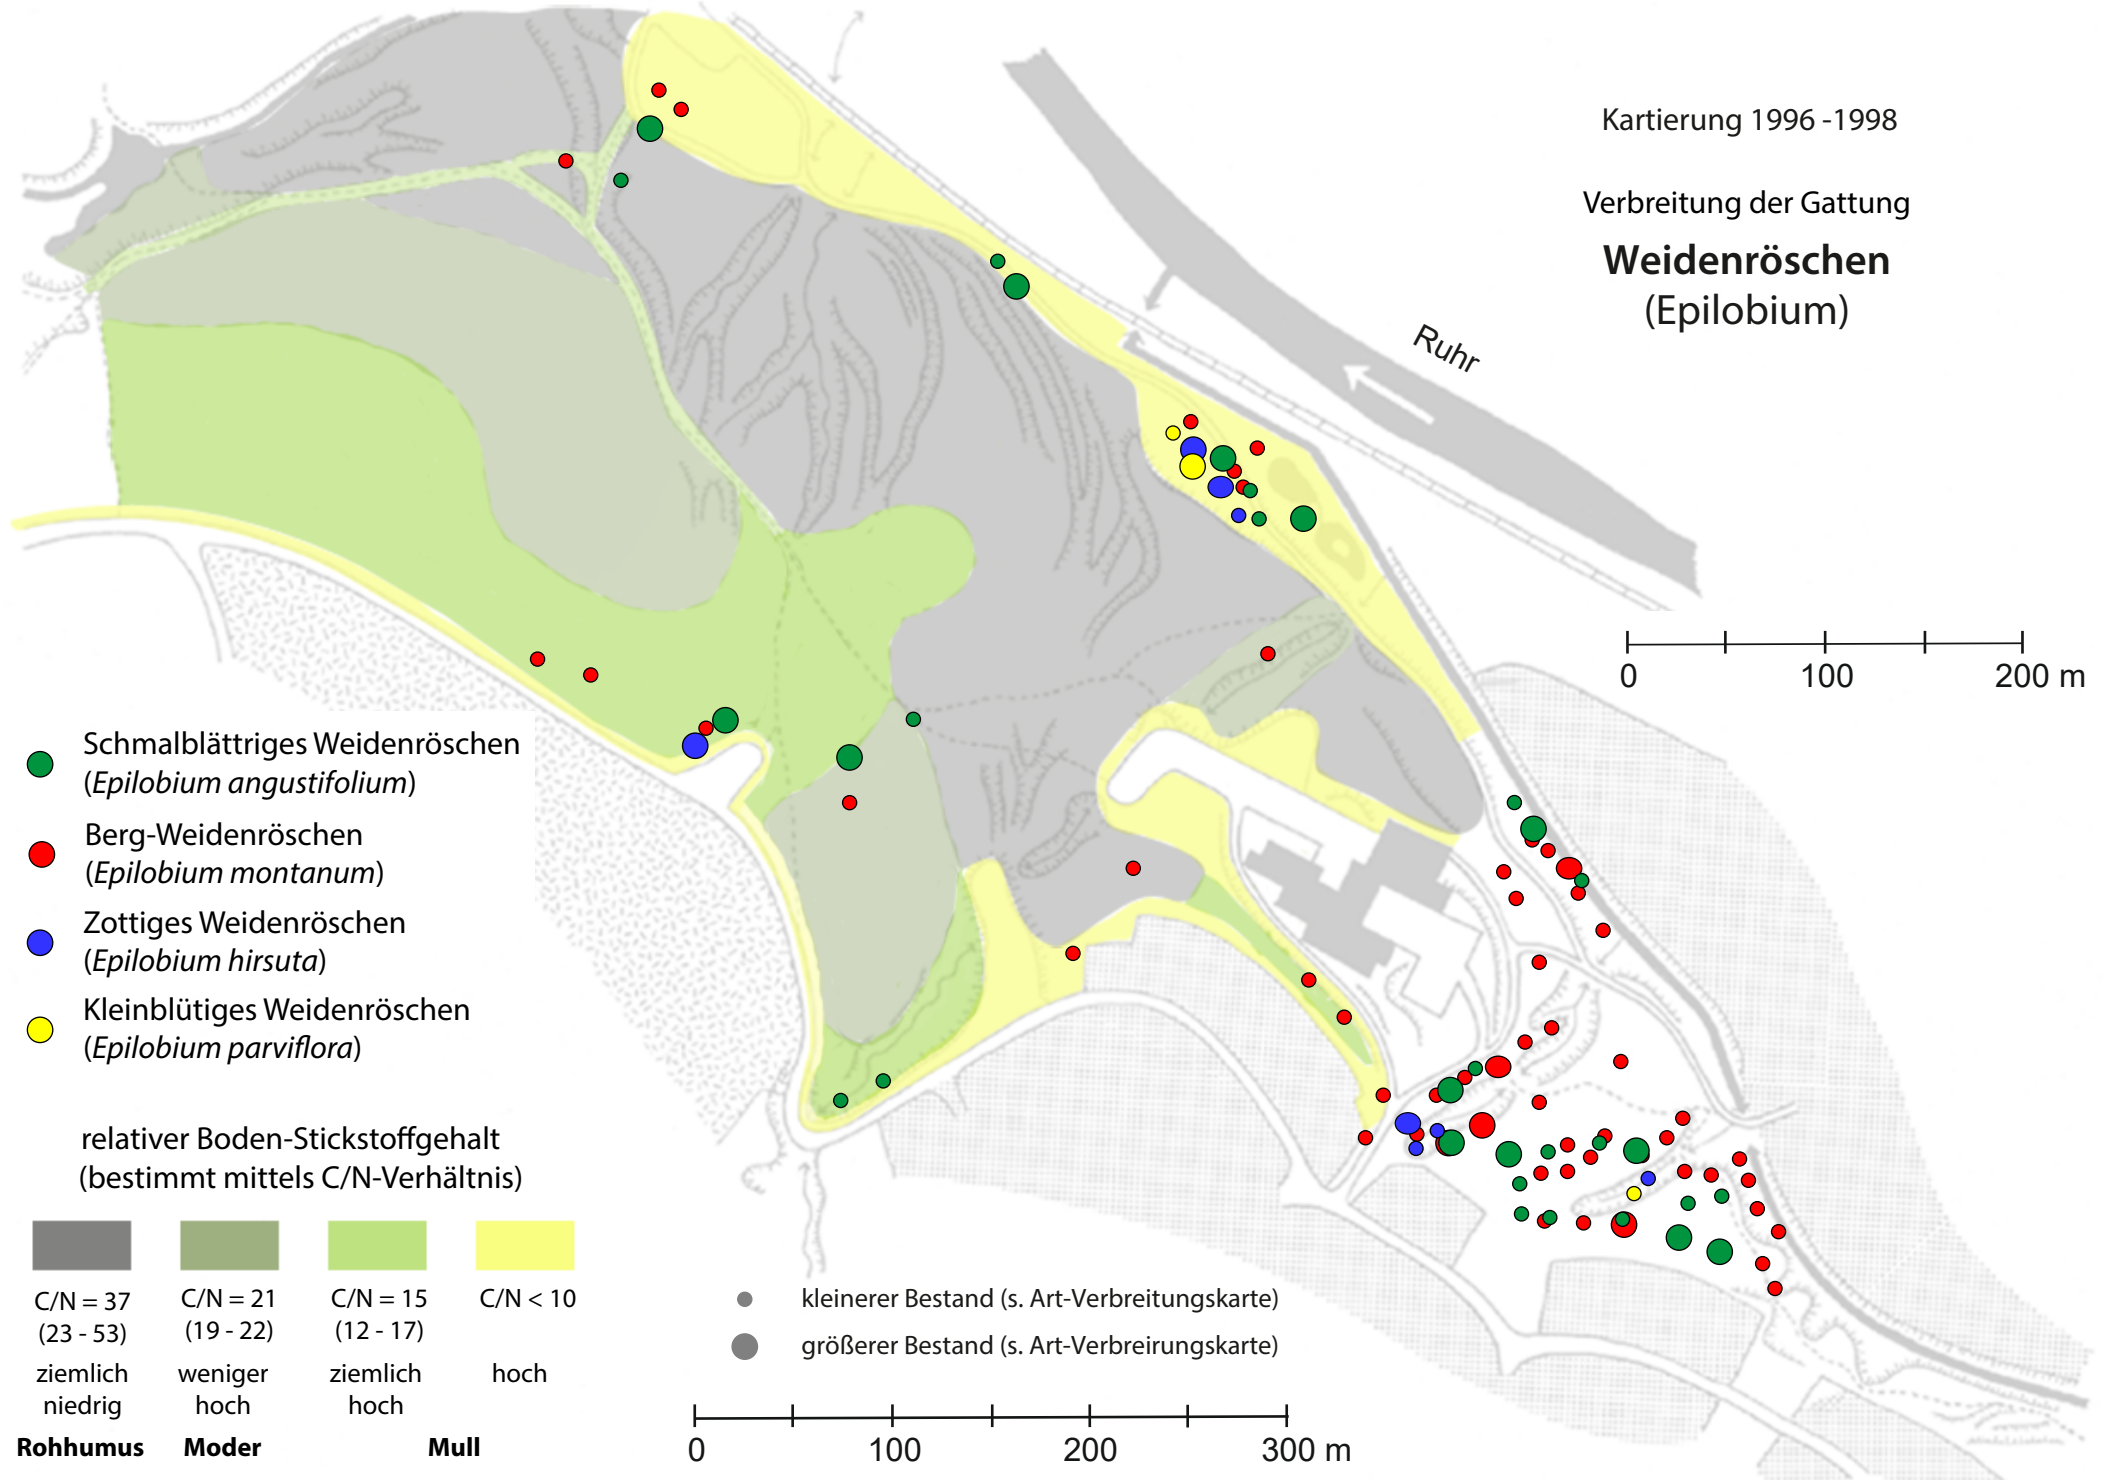 Kartierung 1996 -1998
Verbreitung der Gattung
Weidenröschen
(Epilobium)
Ruhr
0 100 200 m
Schmalblättriges Weidenröschen
(Epilobium angustifolium)
Berg-Weidenröschen
(Epilobium montanum)
Zottiges Weidenröschen
(Epilobium hirsuta)
Kleinblütiges Weidenröschen
(Epilobium parviflora)
relativer Boden-Stickstoffgehalt
(bestimmt mittels C/N-Verhältnis)
C/N = 37 C/N = 21 C/N = 15 C/N < 10
(23 - 53) (19 - 22) (12 - 17)
ziemlich weniger ziemlich hoch
niedrig hoch hoch
Rohhumus Moder Mull
kleinerer Bestand (s. Art-Verbreitungskarte)
größerer Bestand (s. Art-Verbreirungskarte)
0 100 200 300 m